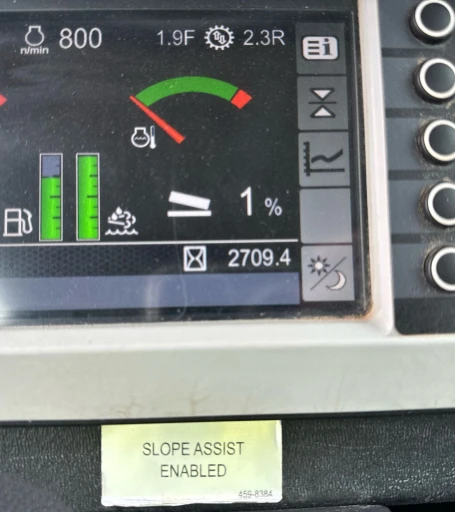 n/min 800 1.9F 2.3R
1 %
2709.4
SLOPE ASSIST
ENABLED
459-8384